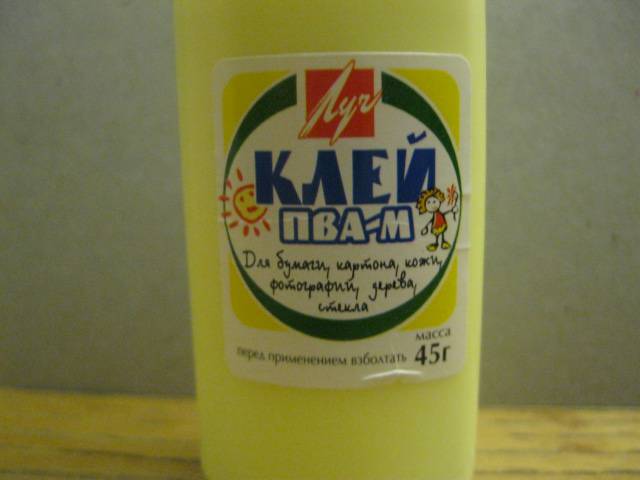 Луч
КЛЕЙ
ПВА-М
Для бумаги, картона, кожи,
фотографий, дерева,
стекла
масса
перед применением взболтать 45г